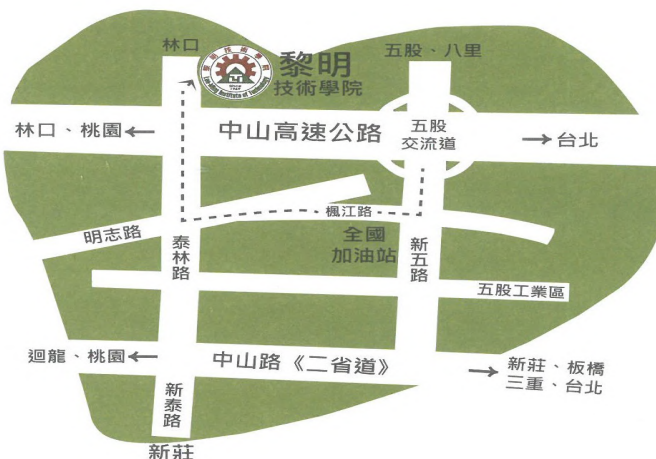 林口
黎明
技術學院
五股、八里
林口、桃園←
中山高速公路
五股
交流道
→台北
楓江路
明志路
全國
加油站
泰林路
新五路
五股工業區
迴龍、桃園←
中山路《二省道》
→
新莊、板橋
三重、台北
新泰路
新莊